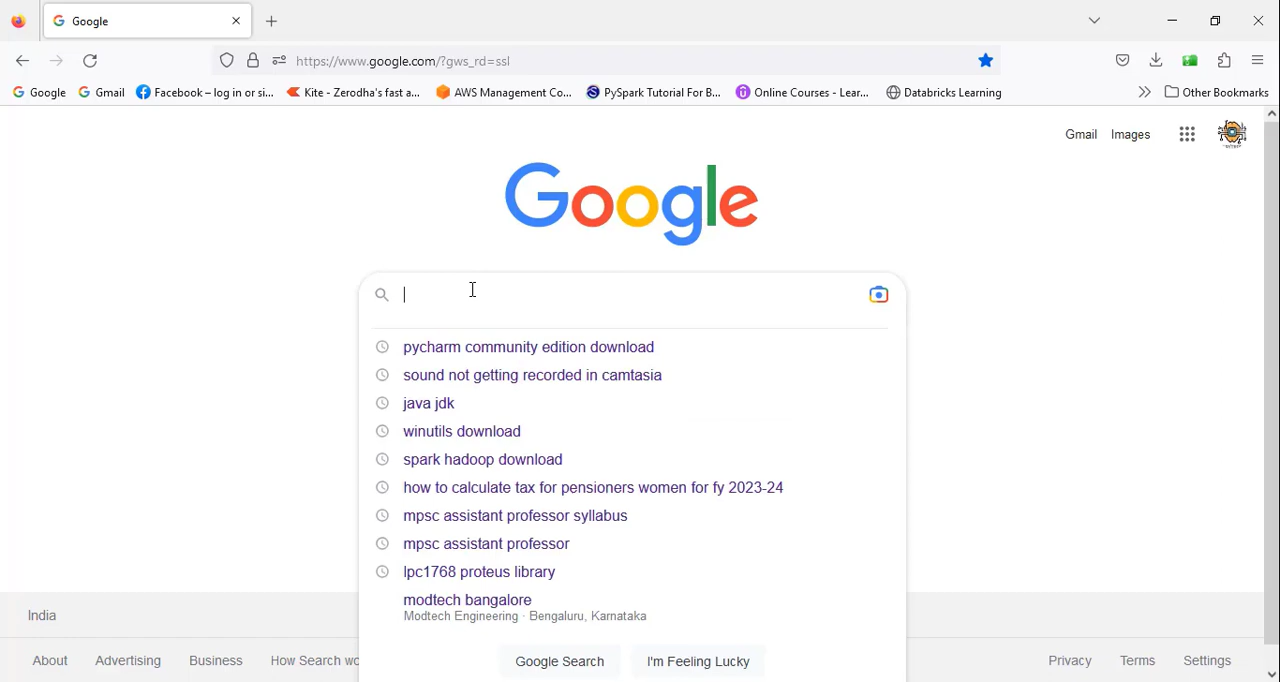 Google
https://www.google.com/?gws_rd=ssl
Google
Gmail
Facebook – log in or si...
Kite - Zerodha's fast a...
AWS Management Co...
PySpark Tutorial For B...
Online Courses - Lear...
Databricks Learning
Other Bookmarks
Gmail
Images
Google
pycharm community edition download
sound not getting recorded in camtasia
java jdk
winutils download
spark hadoop download
how to calculate tax for pensioners women for fy 2023-24
mpsc assistant professor syllabus
mpsc assistant professor
lpc1768 proteus library
modtech bangalore
Modtech Engineering · Bengaluru, Karnataka
India
Google Search
I'm Feeling Lucky
About
Advertising
Business
How Search wo
Privacy
Terms
Settings